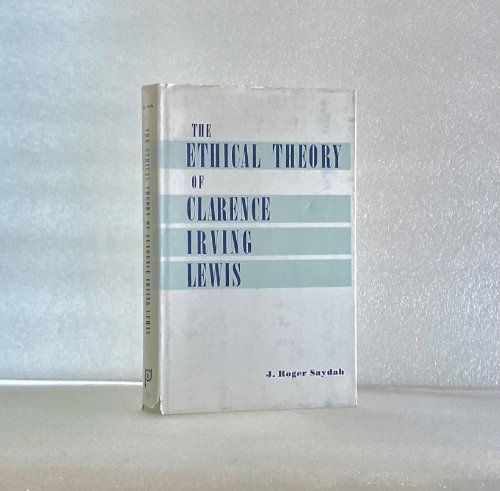 THE
ETHICAL THEORY
OF
CLARENCE
IRVING
LEWIS
J. Roger Saydah
THE ETHICAL THEORY OF CLARENCE IRVING LEWIS